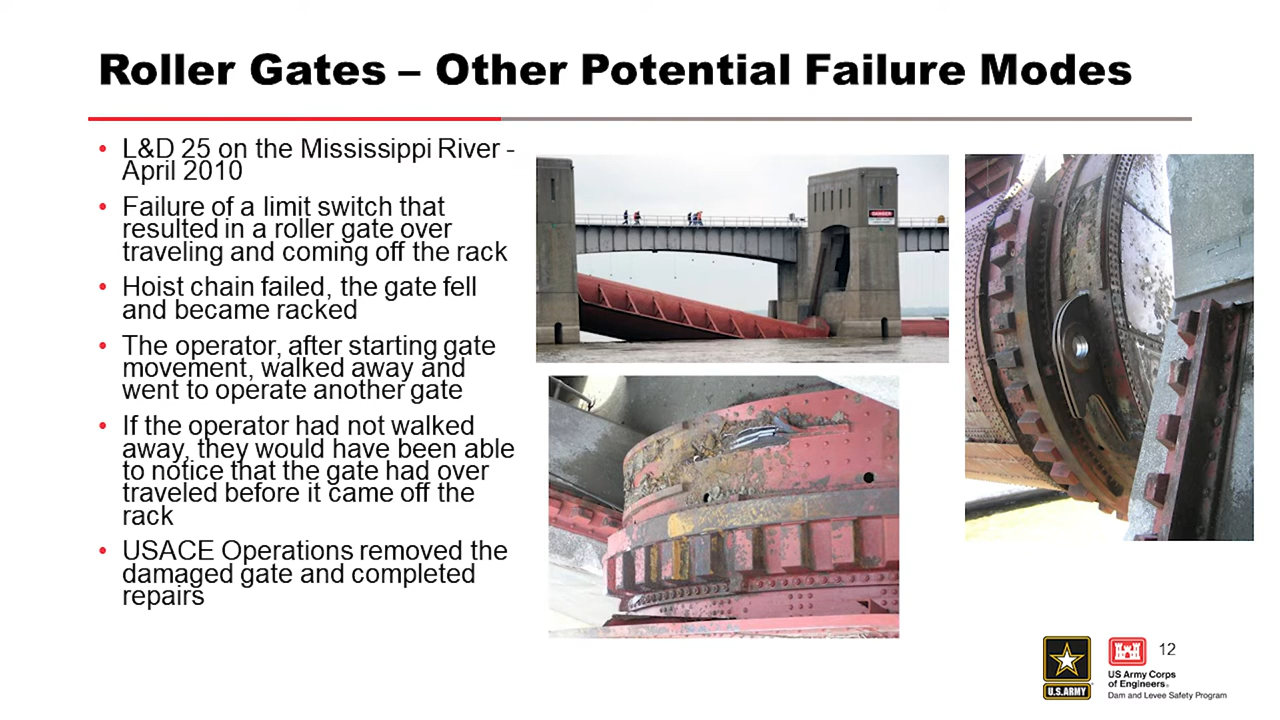 Roller Gates – Other Potential Failure Modes
• L&D 25 on the Mississippi River -
April 2010
• Failure of a limit switch that
resulted in a roller gate over
traveling and coming off the rack
• Hoist chain failed, the gate fell
and became racked
• The operator, after starting gate
movement, walked away and
went to operate another gate
• If the operator had not walked
away, they would have been able
to notice that the gate had over
traveled before it came off the
rack
• USACE Operations removed the
damaged gate and completed
repairs
DANGER
U.S.ARMY
US Army Corps
of Engineers®
Dam and Levee Safety Program
12